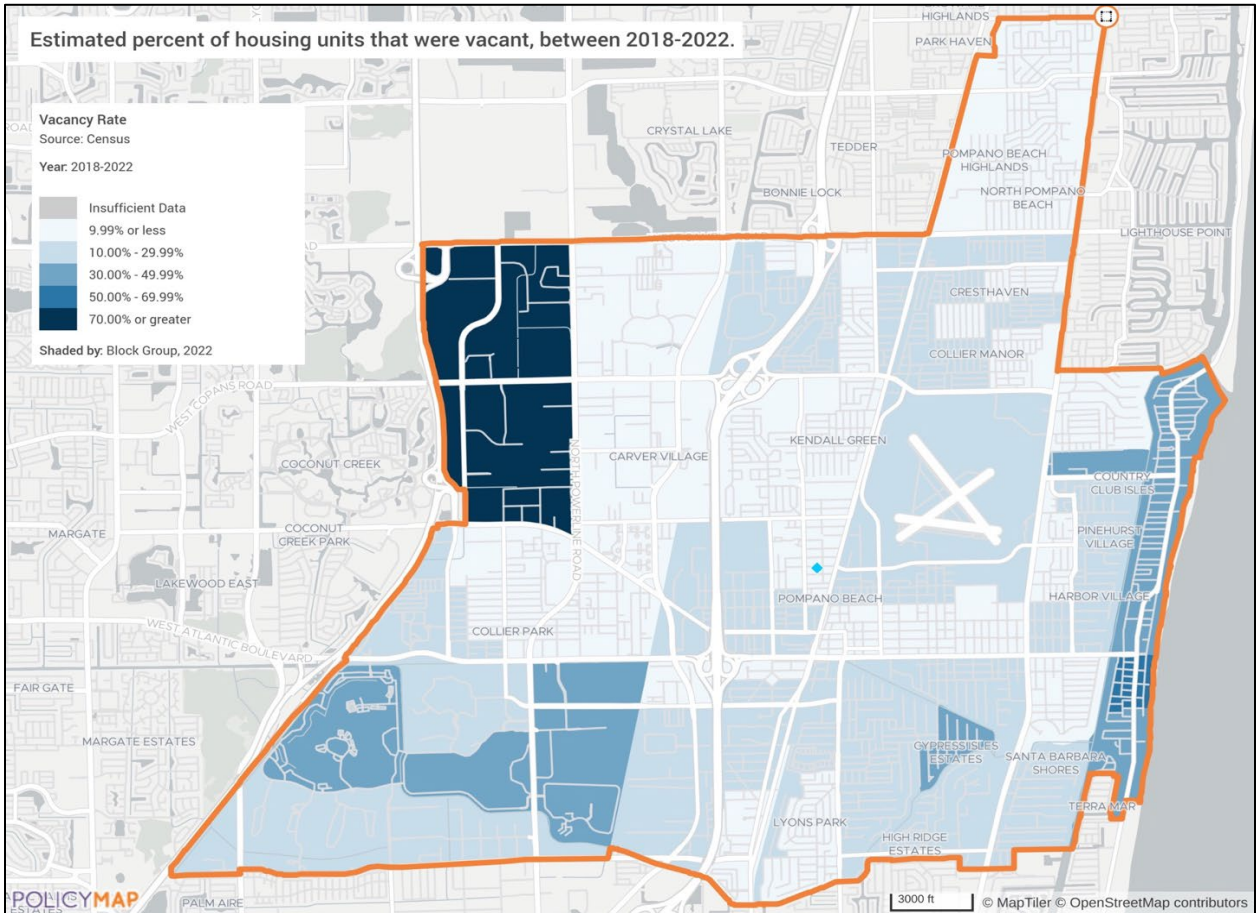 Estimated percent of housing units that were vacant, between 2018-2022.
Vacancy Rate
Source: Census
Year: 2018-2022
Insufficient Data
9.99% or less
10.00% - 29.99%
30.00% - 49.99%
50.00% - 69.99%
70.00% or greater
Shaded by: Block Group, 2022
HIGHLANDS
PARK HAVEN
CRYSTAL LAKE
TEDDER
POMPANO BEACH
HIGHLANDS
BONNIE LOCK
NORTH POMPANO
BEACH
LIGHTHOUSE POINT
CRESTHAVEN
COLLIER MANOR
WEST COPANS ROAD
KENDALL GREEN
CARVER VILLAGE
NORTH POWERLINE ROAD
COCONUT CREEK
COUNTRY
CLUB ISLES
MARGATE
COCONUT
CREEK PARK
PINEHURST
VILLAGE
LAKEWOOD EAST
POMPANO BEACH
HARBOR VILLAGE
WEST ATLANTIC BOULEVARD
COLLIER PARK
FAIR GATE
MARGATE ESTATES
CYPRESS ISLES
ESTATES
SANTA BARBARA
SHORES
TERRA MAR
LYONS PARK
HIGH RIDGE
ESTATES
PALM AIRE
POLICYMAP
ESTATES
3000 ft
© MapTiler © OpenStreetMap contributors